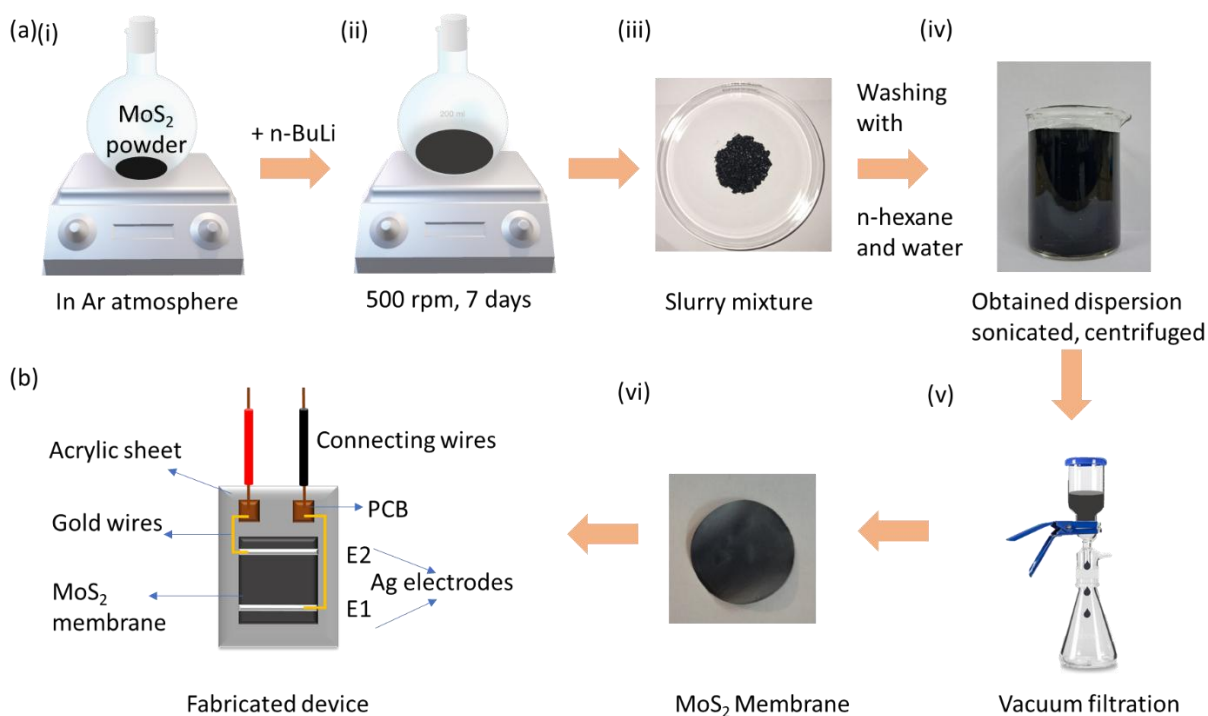 (a)(i)
MoS₂
powder
In Ar atmosphere
+ n-BuLi
(ii)
200 ml
500 rpm, 7 days
(iii)
Slurry mixture
Washing
with
n-hexane
and water
(iv)
Obtained dispersion
sonicated, centrifuged
(b)
Acrylic sheet
Connecting wires
Gold wires
PCB
E2
Ag electrodes
MoS₂
membrane
E1
Fabricated device
(vi)
MoS₂ Membrane
(v)
Vacuum filtration